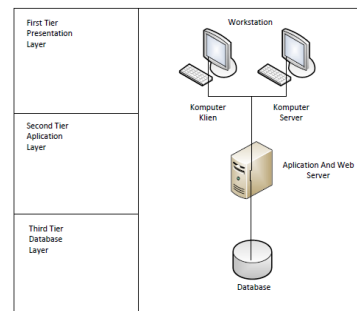 First Tier
Presentation
Layer
Workstation
Komputer
Klien
Komputer
Server
Second Tier
Aplication
Layer
Aplication And Web
Server
Third Tier
Database
Layer
Database